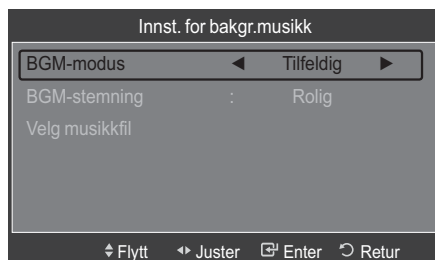 Innst. for bakgr.musikk
BGM-modus ◄ Tilfeldig ►
BGM-stemning : Rolig
Velg musikkfil
Flytt Juster Enter Retur